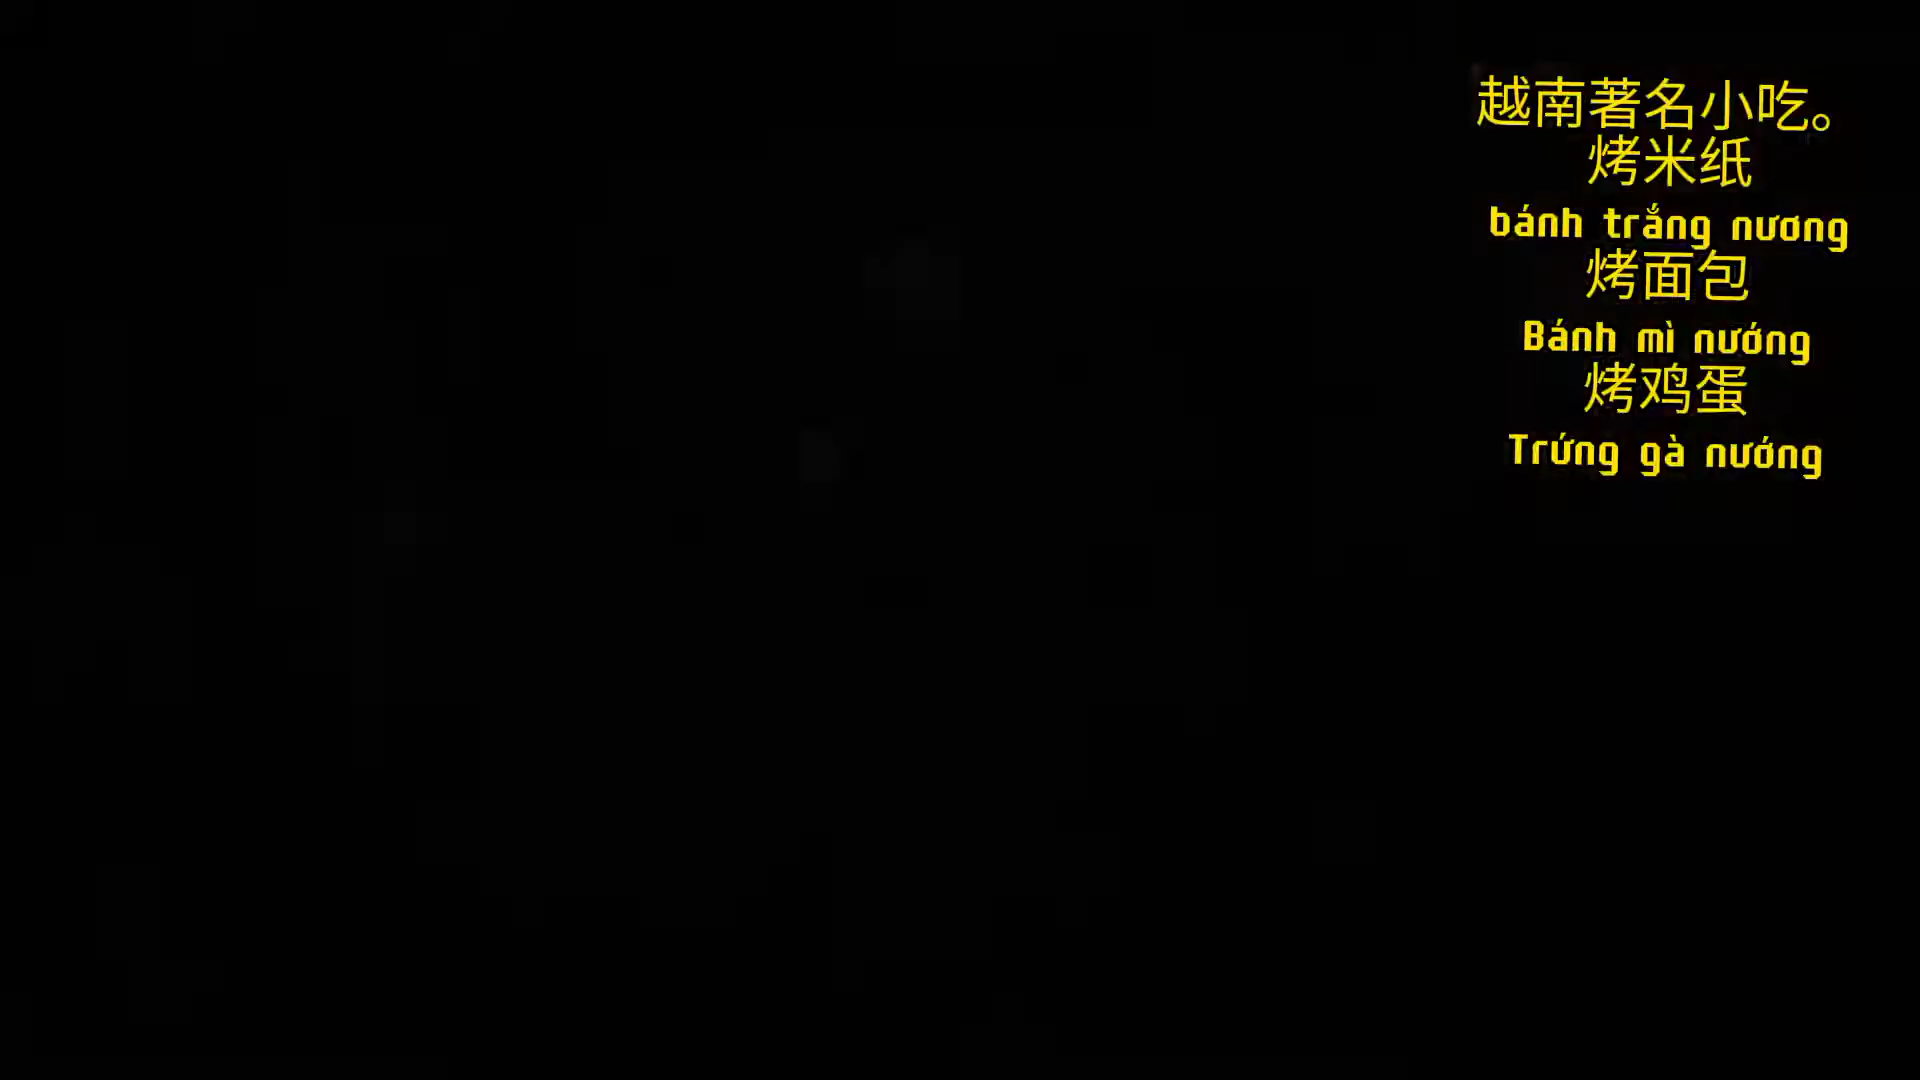 越南著名小吃。
烤米纸
bánh trắng nương
烤面包
Bánh mì nướng
烤鸡蛋
Trứng gà nướng